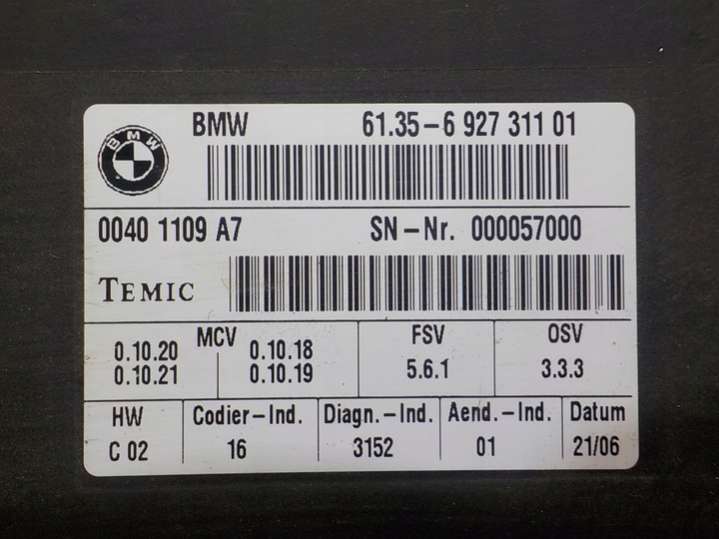 BMW 61.35-6 927 311 01
BMW
0040 1109 A7 SN-Nr. 000057000
TEMIC
MCV FSV OSV
0.10.20 0.10.18 5.6.1 3.3.3
0.10.21 0.10.19
HW Codier-Ind. Diagn.-Ind. Aend.-Ind. Datum
C 02 16 3152 01 21/06